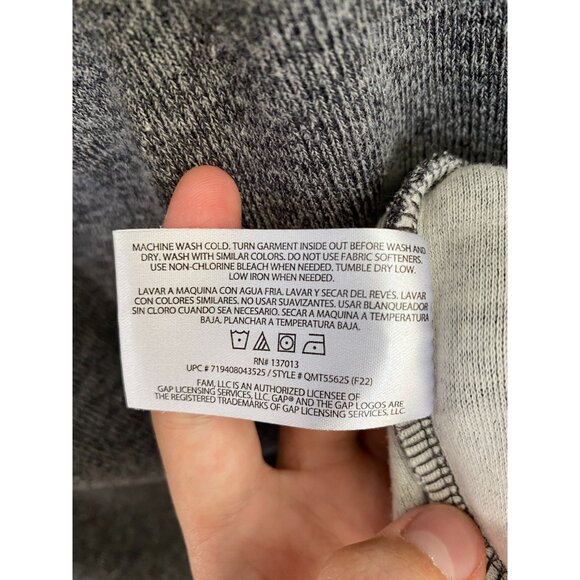 MACHINE WASH COLD. TURN GARMENT INSIDE OUT BEFORE WASH AND
DRY. WASH WITH SIMILAR COLORS. DO NOT USE FABRIC SOFTENERS.
USE NON-CHLORINE BLEACH WHEN NEEDED. TUMBLE DRY LOW.
LOW IRON WHEN NEEDED.
LAVAR A MAQUINA CON AGUA FRIA. LAVAR Y SECAR DEL REVÉS. LAVAR
CON COLORES SIMILARES. NO USAR SUAVIZANTES. USAR BLANQUEADOR
SIN CLORO CUANDO SEA NECESARIO. SECAR A MAQUINA A TEMPERATURA
BAJA. PLANCHAR A TEMPERATURA BAJA.
RN# 137013
UPC # 719408043525 / STYLE # QMT5562S (F22)
FAM, LLC IS AN AUTHORIZED LICENSEE OF
GAP LICENSING SERVICES, LLC. GAP® AND THE GAP LOGOS ARE
THE REGISTERED TRADEMARKS OF GAP LICENSING SERVICES, LLC.